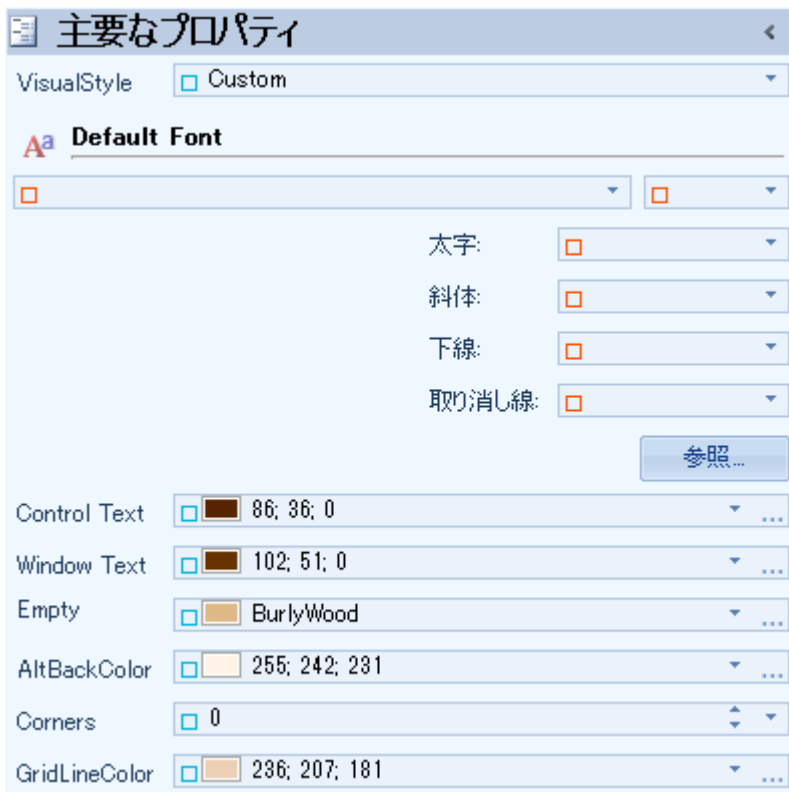 主要なプロパティ
VisualStyle Custom
Default Font
太字:
斜体:
下線:
取り消し線:
参照...
Control Text 86; 36; 0
Window Text 102; 51; 0
Empty BurlyWood
AltBackColor 255; 242; 231
Corners 0
GridLineColor 236; 207; 181